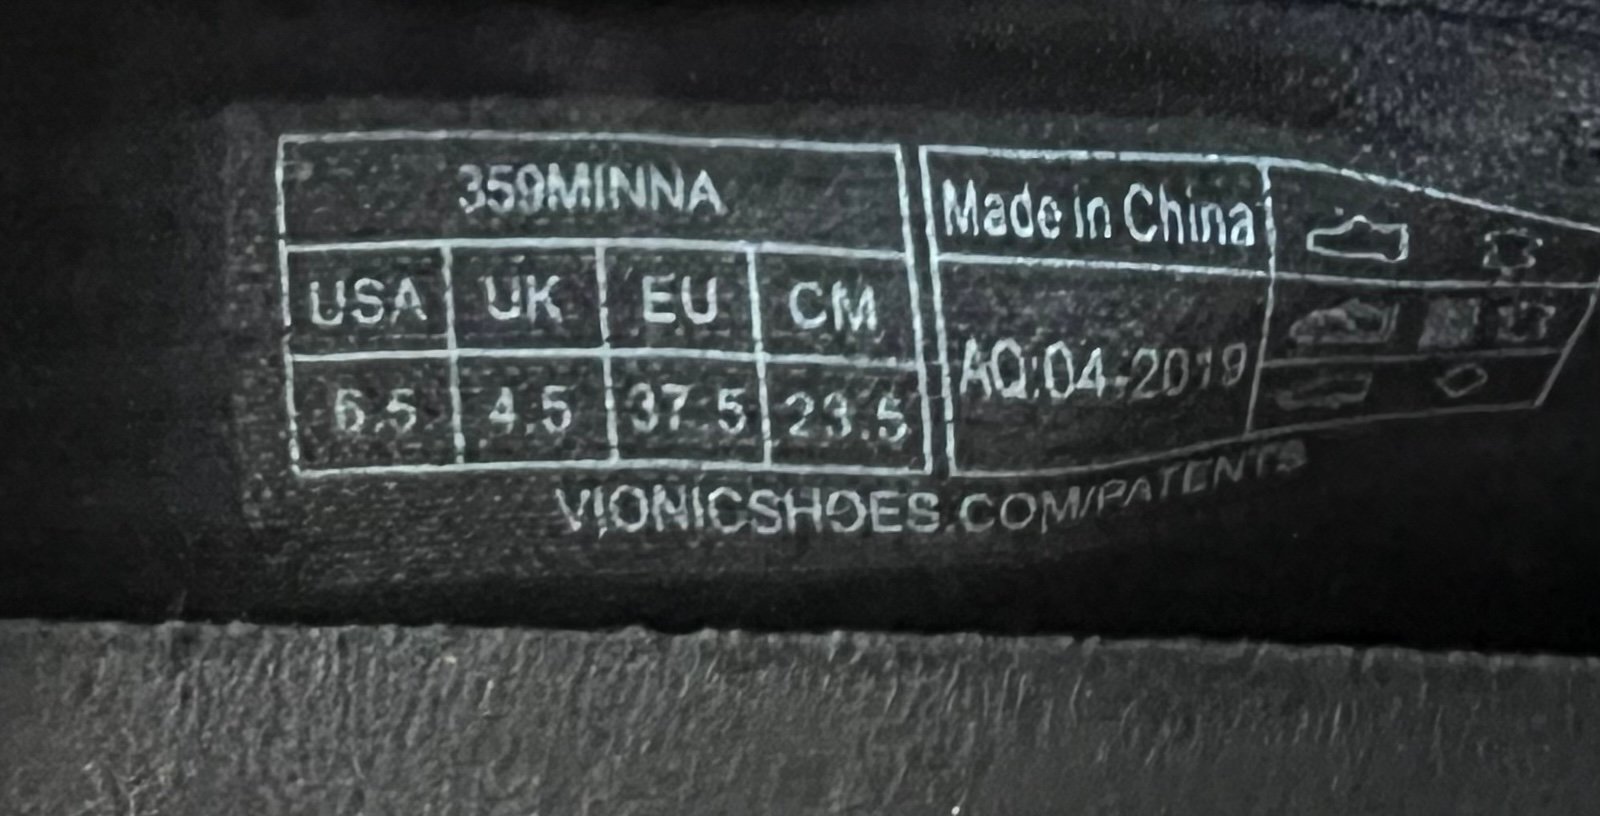 359MINNA
USA UK EU CM
6.5 4.5 37.5 23.5
Made in China
AQ:04-2019
VIONICSHOES.COM/PATENTS